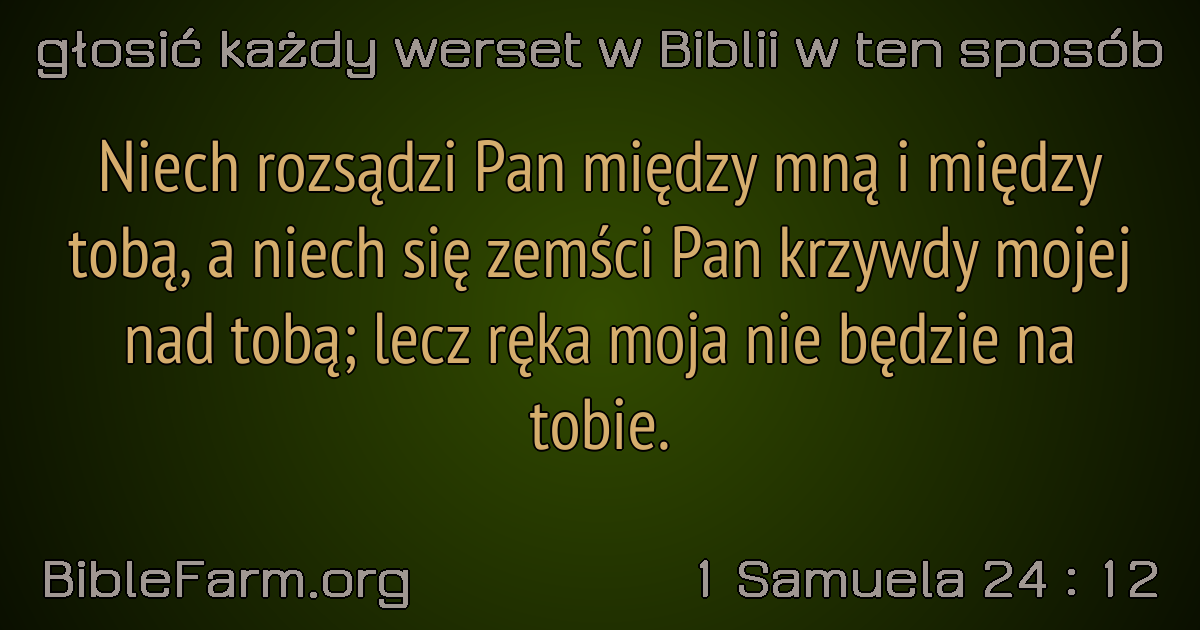 głosić każdy werset w Biblii w ten sposób
Niech rozsądzi Pan między mną i między
tobą, a niech się zemści Pan krzywdy mojej
nad tobą; lecz ręka moja nie będzie na
tobie.
BibleFarm.org
1 Samuela 24 : 12